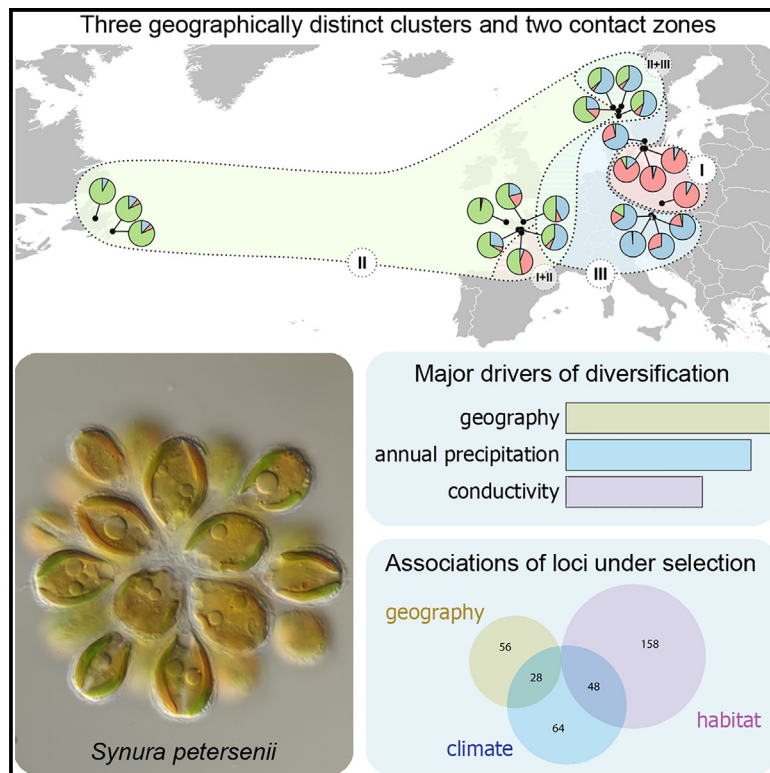 Three geographically distinct clusters and two contact zones
II+III
I
II
I+II
III
Synura petersenii
Major drivers of diversification
geography
annual precipitation
conductivity
Associations of loci under selection
geography
56
158
28
48
64
habitat
climate